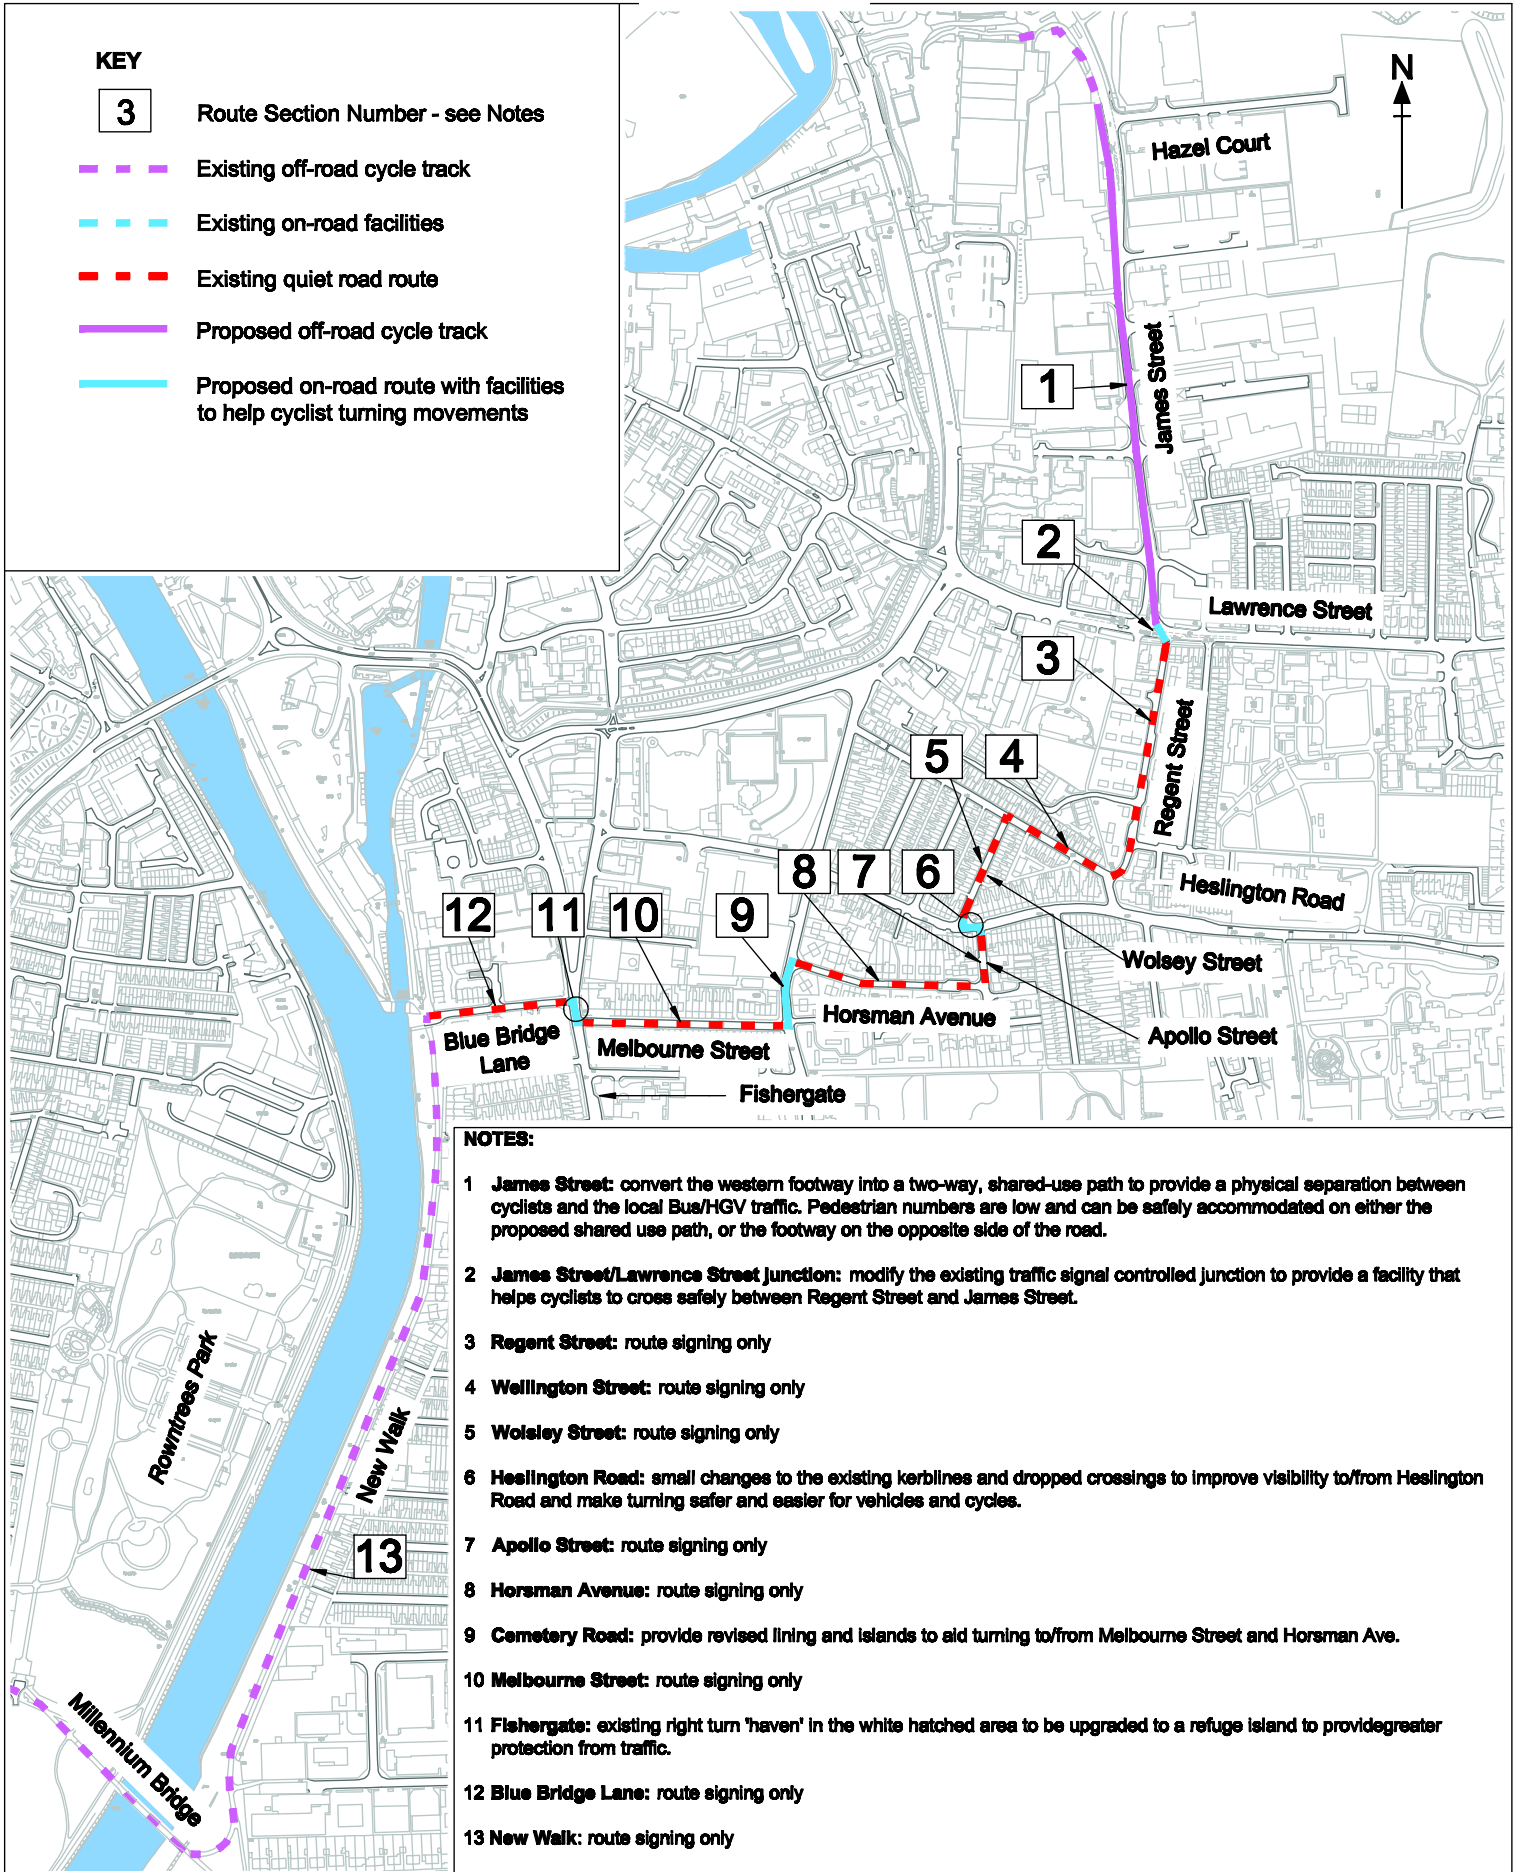 KEY
3 Route Section Number - see Notes
Existing off-road cycle track
Existing on-road facilities
Existing quiet road route
Proposed off-road cycle track
Proposed on-road route with facilities
to help cyclist turning movements
N
Hazel Court
James Street
1
2
Lawrence Street
3
Regent Street
5
4
8
7
6
Heslington Road
12
11
10
9
Wolsey Street
Horsman Avenue
Blue Bridge
Lane
Melbourne Street
Apollo Street
Fishergate
Rowntrees Park
New Walk
13
Millennium Bridge
NOTES:
1 James Street: convert the western footway into a two-way, shared-use path to provide a physical separation between
cyclists and the local Bus/HGV traffic. Pedestrian numbers are low and can be safely accommodated on either the
proposed shared use path, or the footway on the opposite side of the road.
2 James Street/Lawrence Street junction: modify the existing traffic signal controlled junction to provide a facility that
helps cyclists to cross safely between Regent Street and James Street.
3 Regent Street: route signing only
4 Wellington Street: route signing only
5 Wolsley Street: route signing only
6 Heslington Road: small changes to the existing kerblines and dropped crossings to improve visibility to/from Heslington
Road and make turning safer and easier for vehicles and cycles.
7 Apollo Street: route signing only
8 Horsman Avenue: route signing only
9 Cemetery Road: provide revised lining and islands to aid turning to/from Melbourne Street and Horsman Ave.
10 Melbourne Street: route signing only
11 Fishergate: existing right turn 'haven' in the white hatched area to be upgraded to a refuge island to providegreater
protection from traffic.
12 Blue Bridge Lane: route signing only
13 New Walk: route signing only